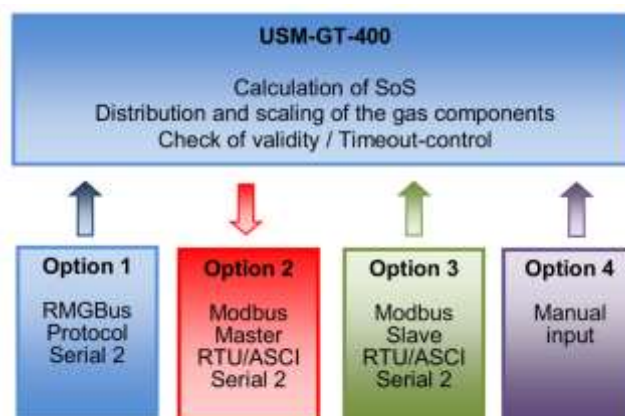 USM-GT-400
Calculation of SoS
Distribution and scaling of the gas components
Check of validity / Timeout-control
Option 1
RMGBus
Protocol
Serial 2
Option 2
Modbus
Master
RTU/ASCI
Serial 2
Option 3
Modbus
Slave
RTU/ASCI
Serial 2
Option 4
Manual
input